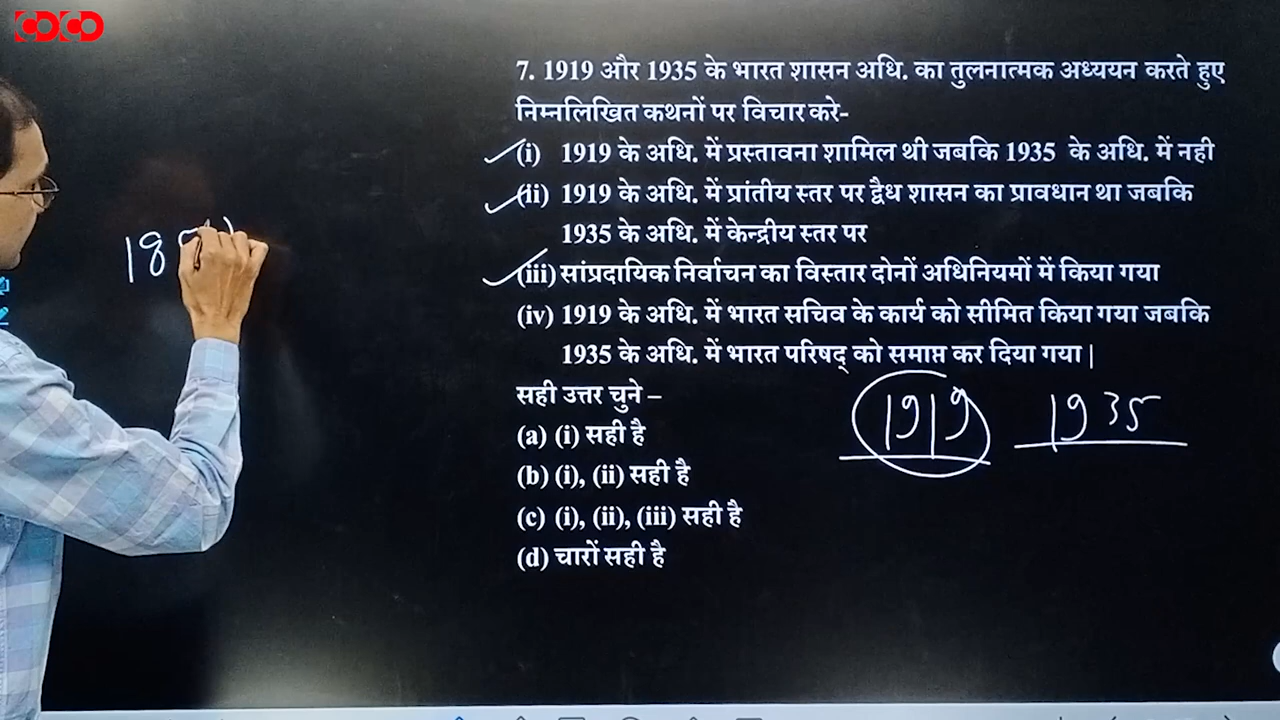 COCO
7. 1919 और 1935 के भारत शासन अधि. का तुलनात्मक अध्ययन करते हुए
निम्नलिखित कथनों पर विचार करे-
(i) 1919 के अधि. में प्रस्तावना शामिल थी जबकि 1935 के अधि. में नही
(ii) 1919 के अधि. में प्रांतीय स्तर पर द्वैध शासन का प्रावधान था जबकि
1935 के अधि. में केन्द्रीय स्तर पर
(iii) सांप्रदायिक निर्वाचन का विस्तार दोनों अधिनियमों में किया गया
(iv) 1919 के अधि. में भारत सचिव के कार्य को सीमित किया गया जबकि
1935 के अधि. में भारत परिषद् को समाप्त कर दिया गया |
सही उत्तर चुने –
(a) (i) सही है
(b) (i), (ii) सही है
(c) (i), (ii), (iii) सही है
(d) चारों सही है
1919 1935
18